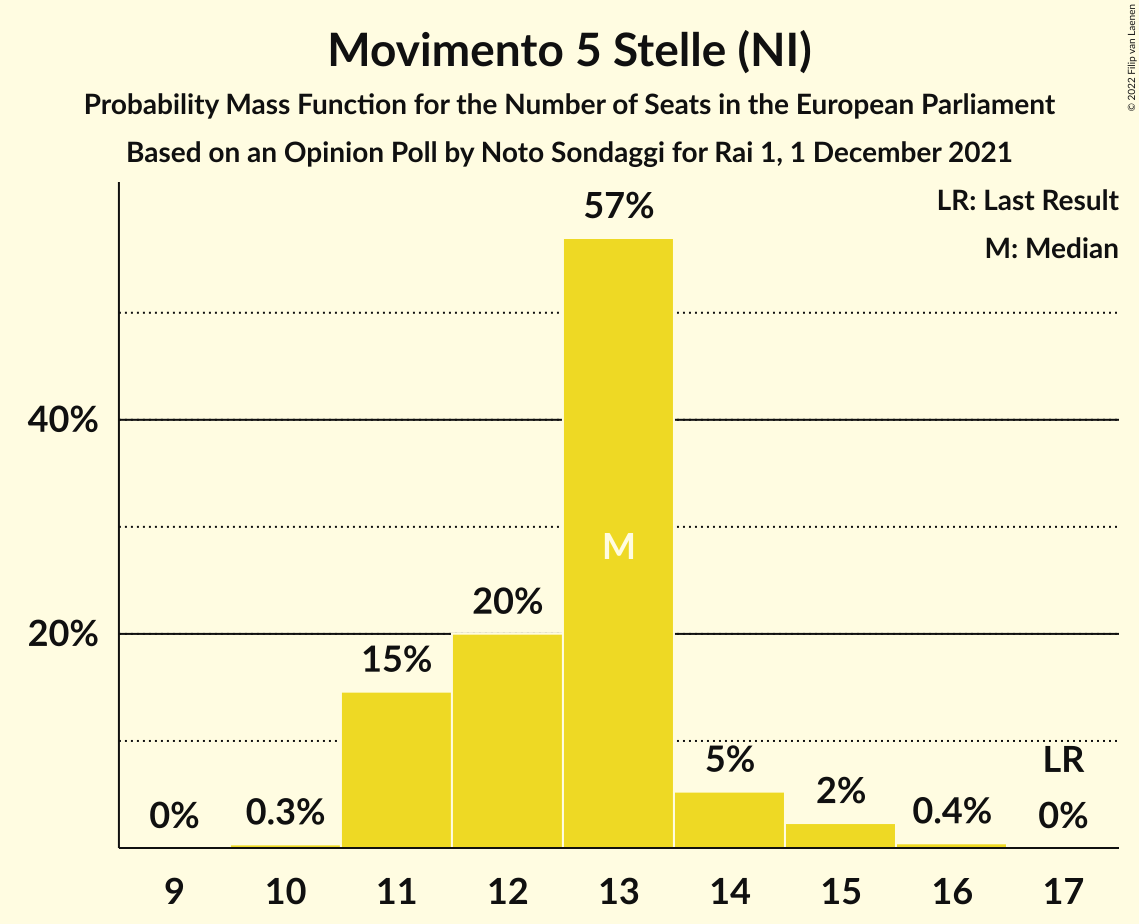 Movimento 5 Stelle (NI)
Probability Mass Function for the Number of Seats in the European Parliament
Based on an Opinion Poll by Noto Sondaggi for Rai 1, 1 December 2021
© 2022 Filip van Laenen
LR: Last Result
M: Median
57%
40%
M
20%
20%
15%
5%
LR
2%
0%
0.3%
0.4%
0%
9 10 11 12 13 14 15 16 17